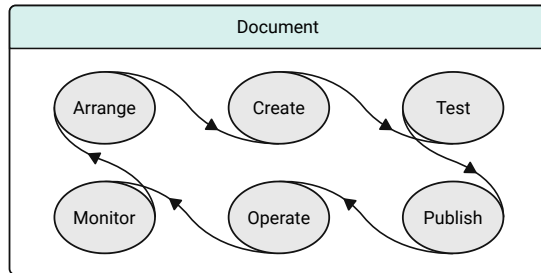 Document
Arrange
Create
Test
Monitor
Operate
Publish